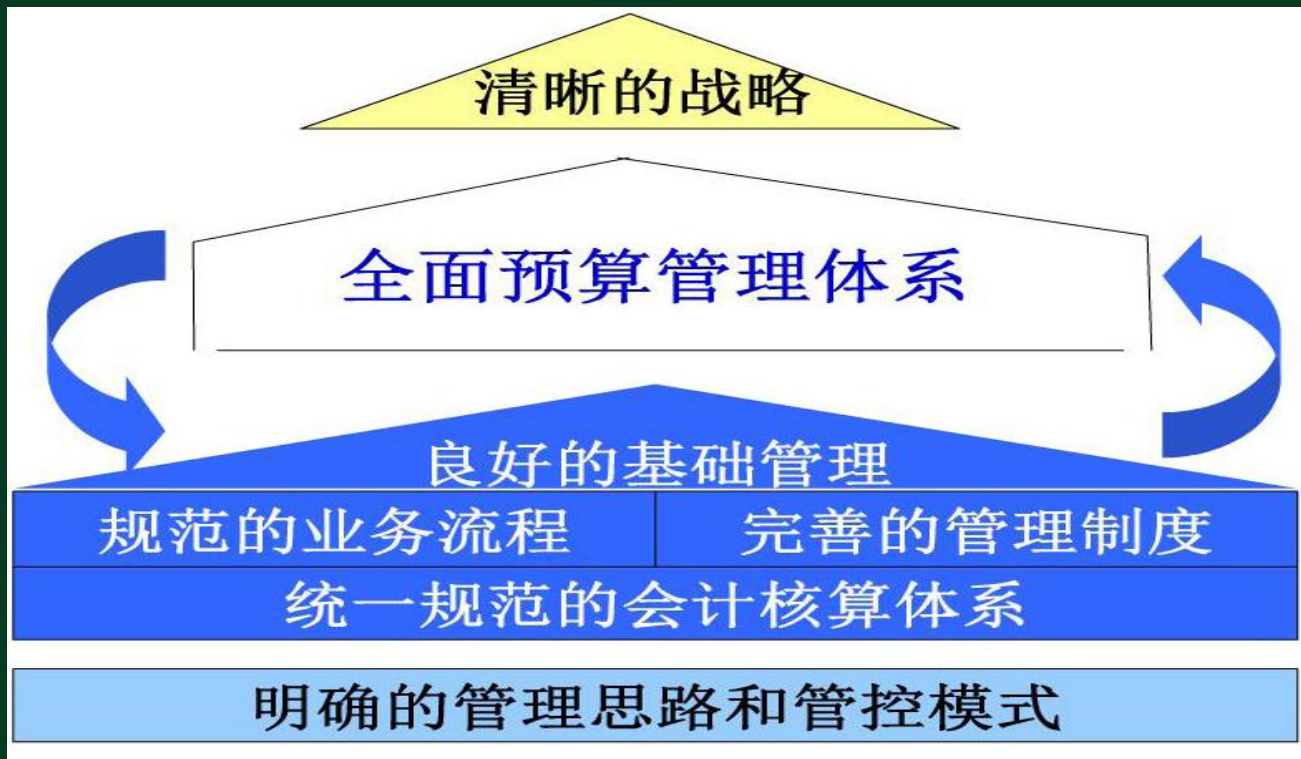 清晰的战略
全面预算管理体系
良好的基础管理
规范的业务流程
完善的管理制度
统一规范的会计核算体系
明确的管理思路和管控模式